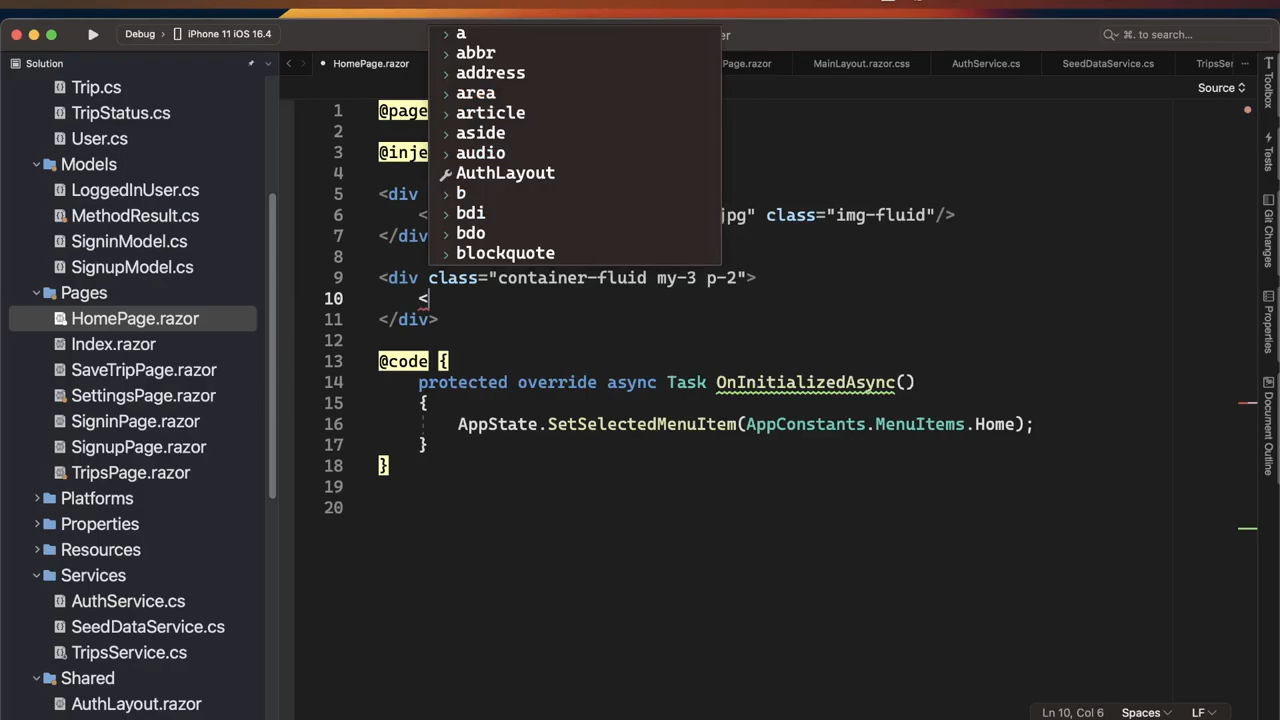 Debug > iPhone 11 iOS 16.4
er
⌘. to search...
Solution
HomePage.razor
Page.razor
MainLayout.razor.css
AuthService.cs
SeedDataService.cs
TripsSer
Source
Trip.cs
TripStatus.cs
User.cs
Models
LoggedInUser.cs
MethodResult.cs
SigninModel.cs
SignupModel.cs
Pages
HomePage.razor
Index.razor
SaveTripPage.razor
SettingsPage.razor
SigninPage.razor
SignupPage.razor
TripsPage.razor
Platforms
Properties
Resources
Services
AuthService.cs
SeedDataService.cs
TripsService.cs
Shared
AuthLayout.razor
a
abbr
address
area
article
aside
audio
AuthLayout
b
bdi
bdo
blockquote
1 @page
2
3 @inje
4
5 <div
6 < jpg" class="img-fluid"/>
7 </div
8
9 <div class="container-fluid my-3 p-2">
10 <
11 </div>
12
13 @code {
14 protected override async Task OnInitializedAsync()
15 {
16 AppState.SetSelectedMenuItem(AppConstants.MenuItems.Home);
17 }
18 }
19
20
Toolbox
Tests
Git Changes
Properties
Document Outline
Ln 10, Col 6 Spaces LF